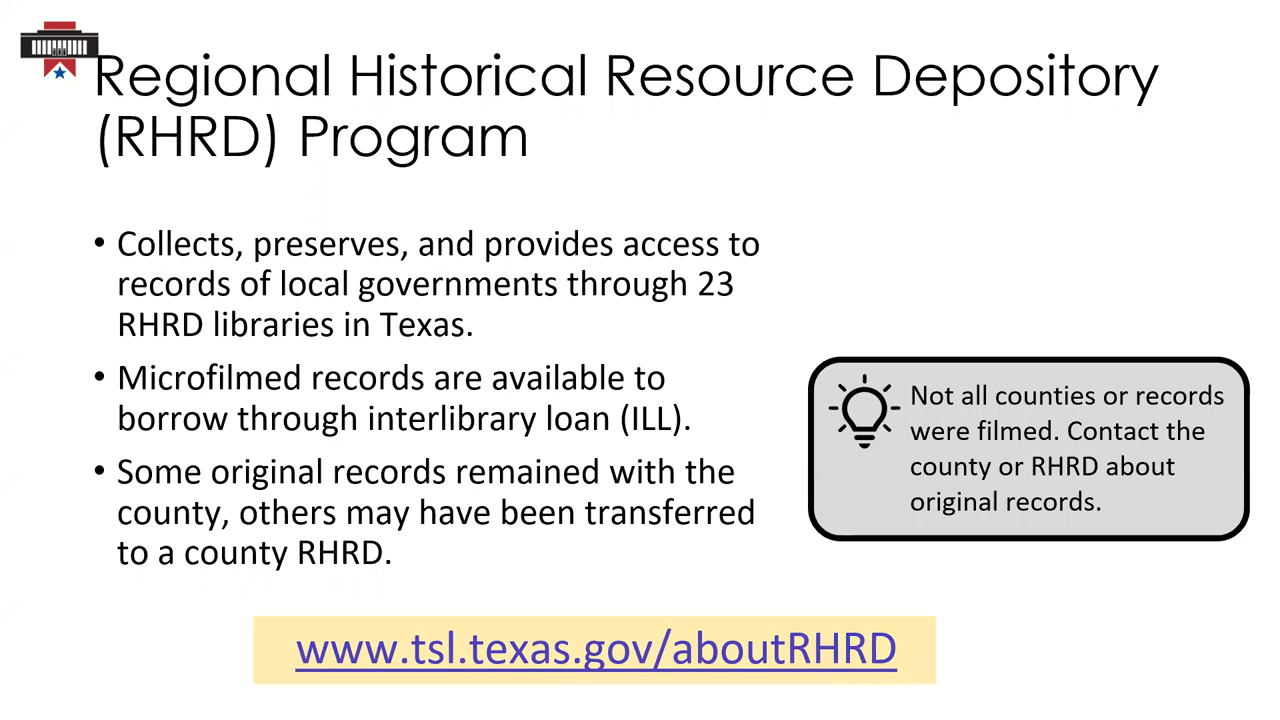 Regional Historical Resource Depository
(RHRD) Program
• Collects, preserves, and provides access to
records of local governments through 23
RHRD libraries in Texas.
• Microfilmed records are available to
borrow through interlibrary loan (ILL).
• Some original records remained with the
county, others may have been transferred
to a county RHRD.
Not all counties or records
were filmed. Contact the
county or RHRD about
original records.
www.tsl.texas.gov/aboutRHRD